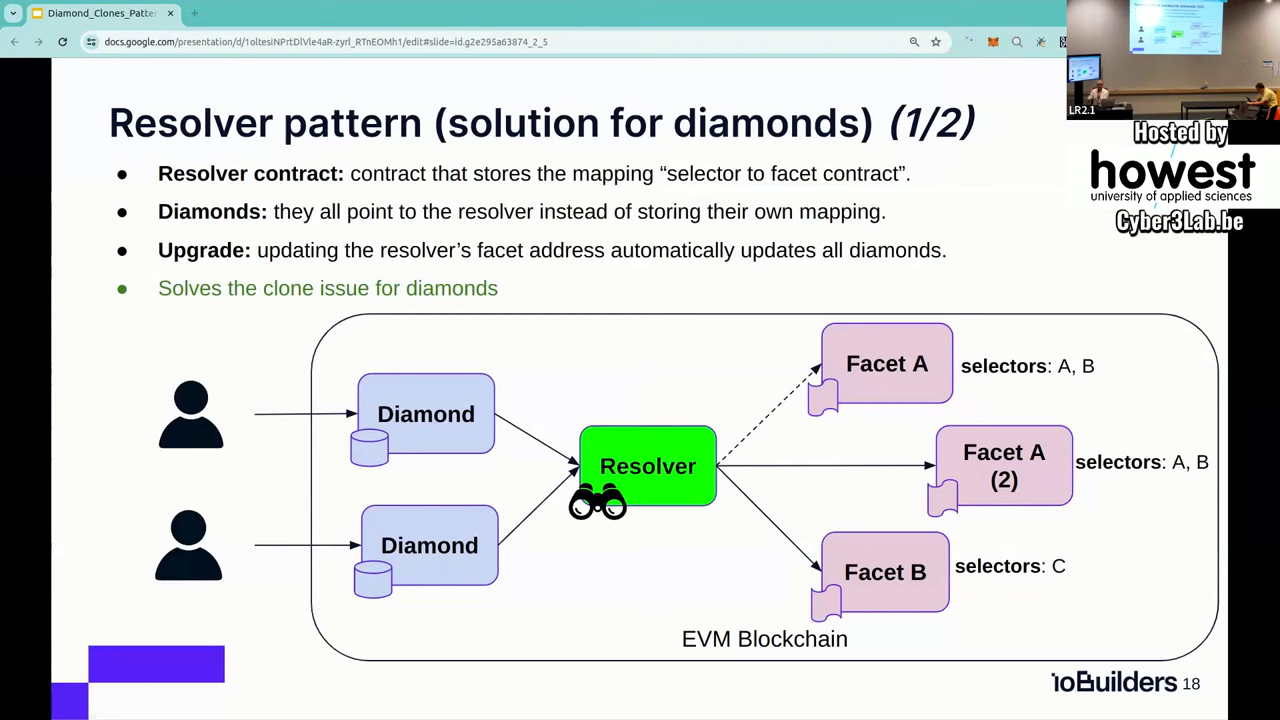 Diamond_Clones_Patte
docs.google.com/presentation/d/1oltesiNPrtDlVle4aR-zyrl_RTnEOMh1/edit#slide=id.g2e295a63874_2_5
LR2.1
Hosted by
howest
university of applied sciences
Cyber3Lab.be
Resolver pattern (solution for diamonds) (1/2)
● Resolver contract: contract that stores the mapping “selector to facet contract”.
● Diamonds: they all point to the resolver instead of storing their own mapping.
● Upgrade: updating the resolver’s facet address automatically updates all diamonds.
● Solves the clone issue for diamonds
Facet A
selectors: A, B
Diamond
Resolver
Facet A
(2)
selectors: A, B
Diamond
Facet B
selectors: C
EVM Blockchain
ioBuilders 18